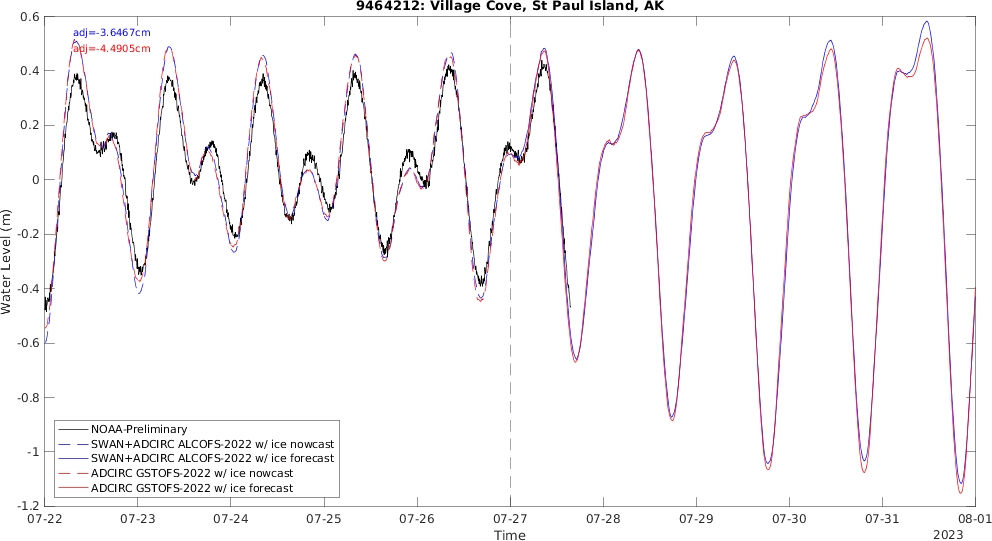 9464212: Village Cove, St Paul Island, AK
adj=-3.6467cm
adj=-4.4905cm
0.6
0.4
0.2
0
-0.2
-0.4
-0.6
-0.8
-1
-1.2
Water Level (m)
NOAA-Preliminary
SWAN+ADCIRC ALCOFS-2022 w/ ice nowcast
SWAN+ADCIRC ALCOFS-2022 w/ ice forecast
ADCIRC GSTOFS-2022 w/ ice nowcast
ADCIRC GSTOFS-2022 w/ ice forecast
07-22 07-23 07-24 07-25 07-26 07-27 07-28 07-29 07-30 07-31 08-01
Time
2023